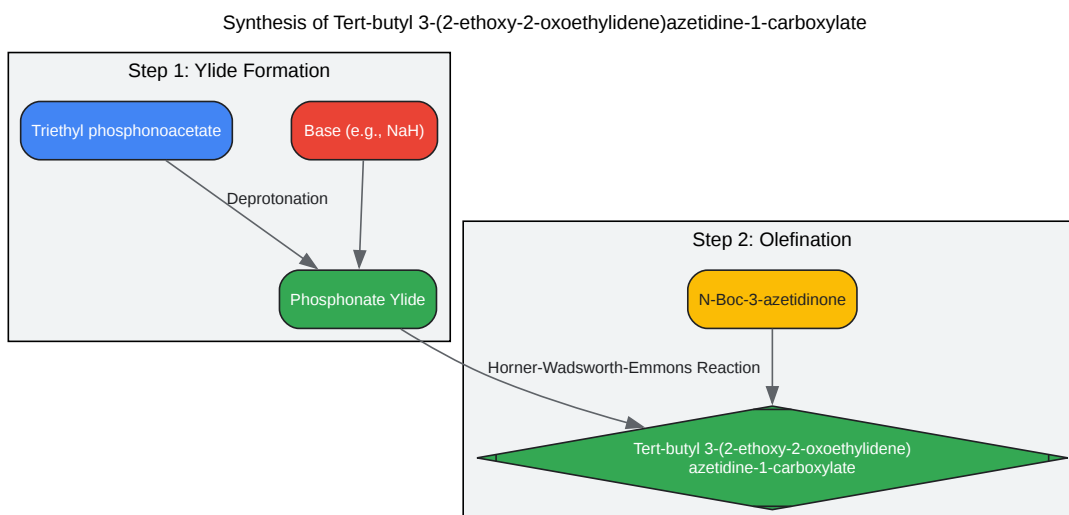 Synthesis of Tert-butyl 3-(2-ethoxy-2-oxoethylidene)azetidine-1-carboxylate
Step 1: Ylide Formation
Triethyl phosphonoacetate
Base (e.g., NaH)
Deprotonation
Phosphonate Ylide
Step 2: Olefination
N-Boc-3-azetidinone
Horner-Wadsworth-Emmons Reaction
Tert-butyl 3-(2-ethoxy-2-oxoethylidene)
azetidine-1-carboxylate